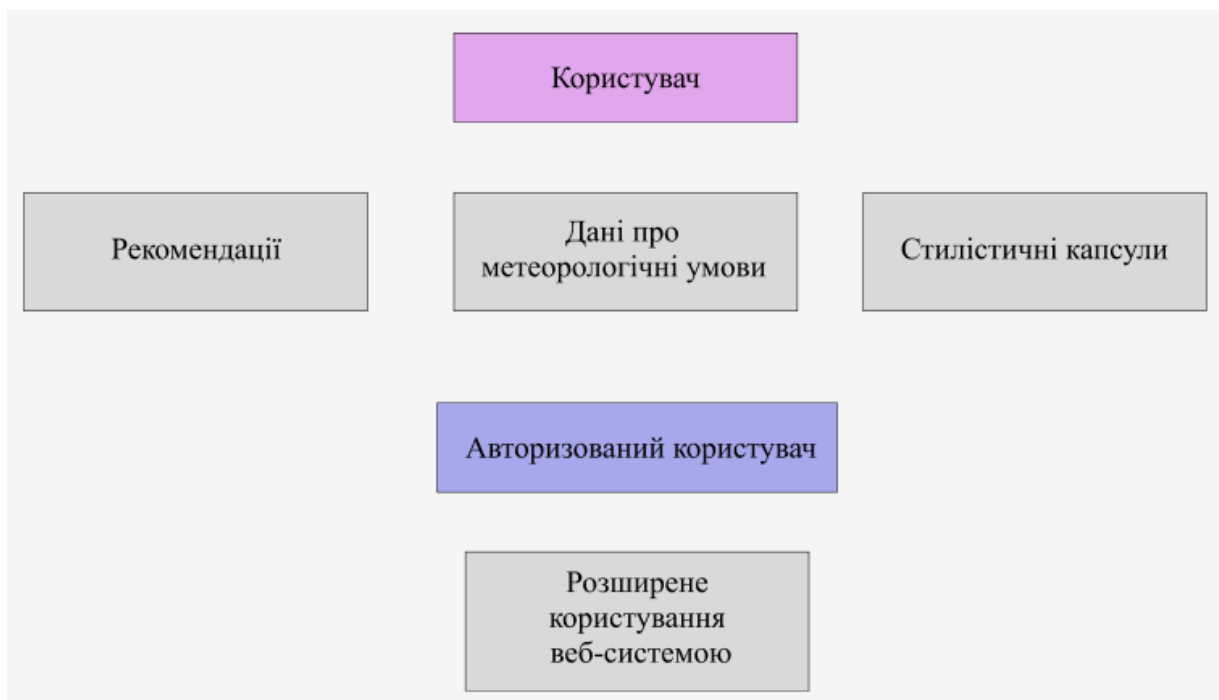 Користувач
Рекомендації
Дані про
метеорологічні умови
Стилістичні капсули
Авторизований користувач
Розширене
користування
веб-системою